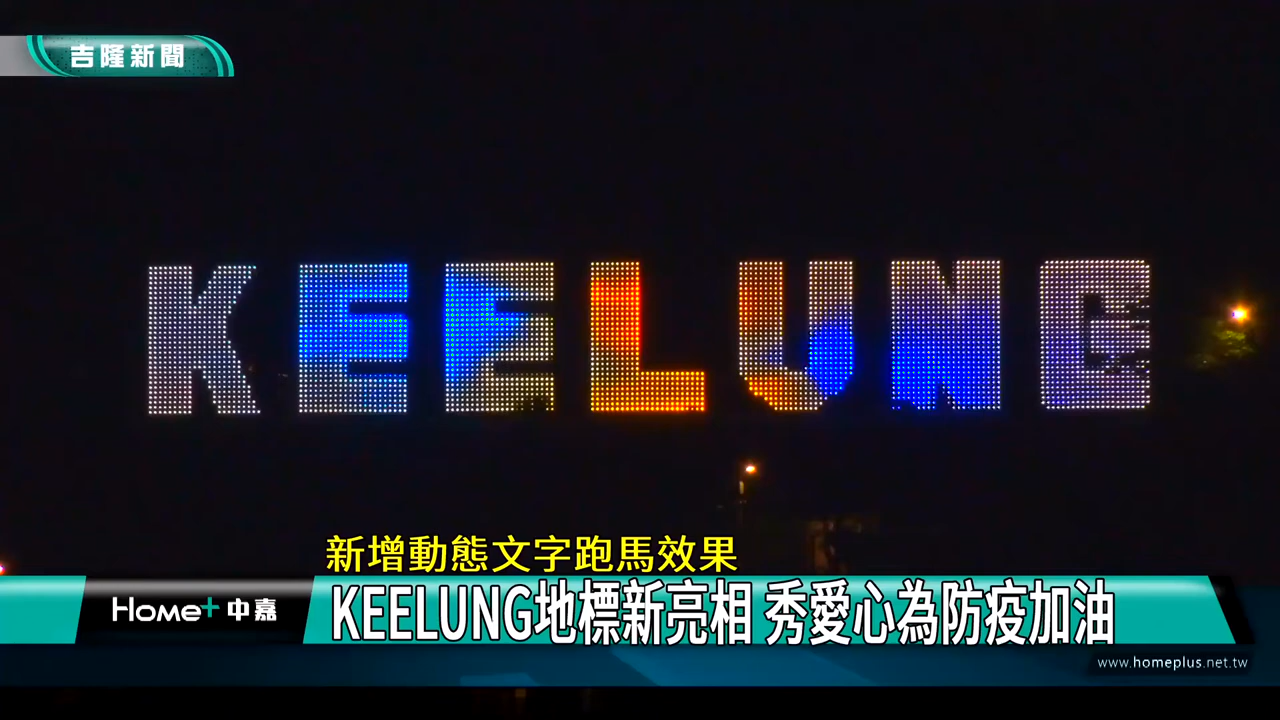 吉隆新聞
KEELUNG
新增動態文字跑馬效果
Home+中嘉
KEELUNG地標新亮相 秀愛心為防疫加油
www.homeplus.net.tw